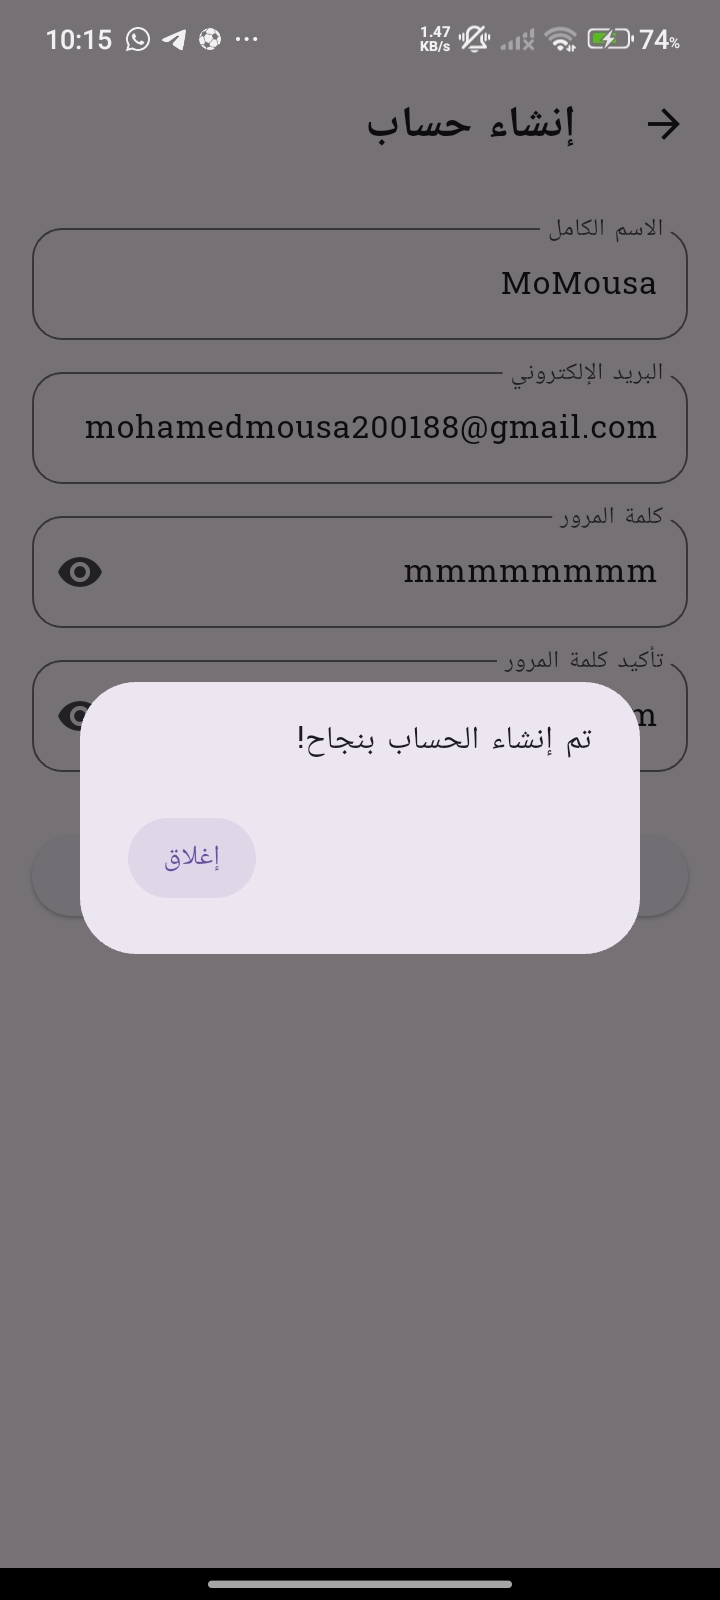 10:15 ... 1.47 KB/s 74%
إنشاء حساب
الاسم الكامل
MoMousa
البريد الإلكتروني
mohamedmousa200188@gmail.com
كلمة المرور
mmmmmmmm
تأكيد كلمة المرور
m
تم إنشاء الحساب بنجاح!
إغلاق